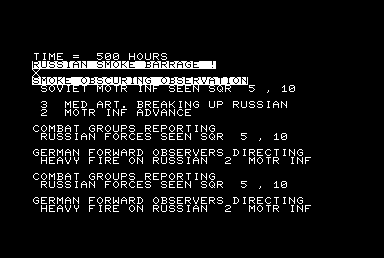 TIME =  500 HOURS
RUSSIAN SMOKE BARRAGE !
X
SMOKE OBSCURING OBSERVATION
SOVIET MOTR INF SEEN SQR  5 , 10
3  MED ART. BREAKING UP RUSSIAN
2  MOTR INF ADVANCE
COMBAT GROUPS REPORTING
RUSSIAN FORCES SEEN SQR  5 , 10
GERMAN FORWARD OBSERVERS DIRECTING
HEAVY FIRE ON RUSSIAN  2  MOTR INF
COMBAT GROUPS REPORTING
RUSSIAN FORCES SEEN SQR  5 , 10
GERMAN FORWARD OBSERVERS DIRECTING
HEAVY FIRE ON RUSSIAN  2  MOTR INF